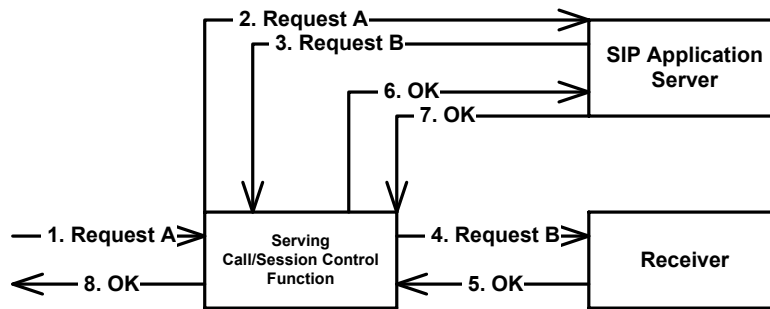 2. Request A
3. Request B
SIP Application
Server
6. OK
7. OK
1. Request A
Serving
Call/Session Control
Function
4. Request B
Receiver
8. OK
5. OK